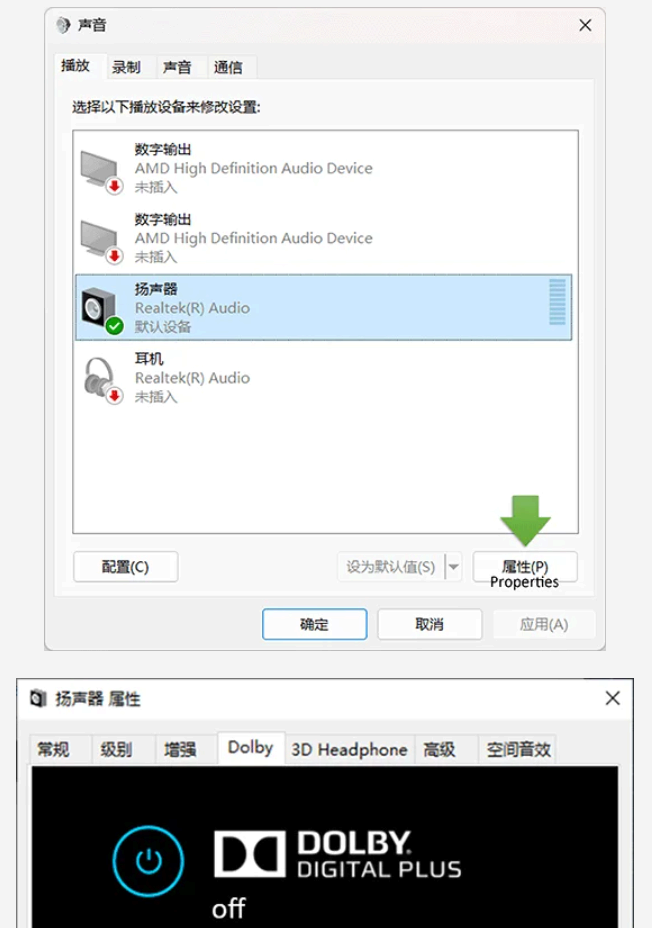 声音
播放 录制 声音 通信
选择以下播放设备来修改设置:
数字输出
AMD High Definition Audio Device
未插入
数字输出
AMD High Definition Audio Device
未插入
扬声器
Realtek(R) Audio
默认设备
耳机
Realtek(R) Audio
未插入
配置(C) 设为默认值(S) 属性(P)
Properties
确定 取消 应用(A)
扬声器 属性
常规 级别 增强 Dolby 3D Headphone 高级 空间音效
DOLBY.
DIGITAL PLUS
off